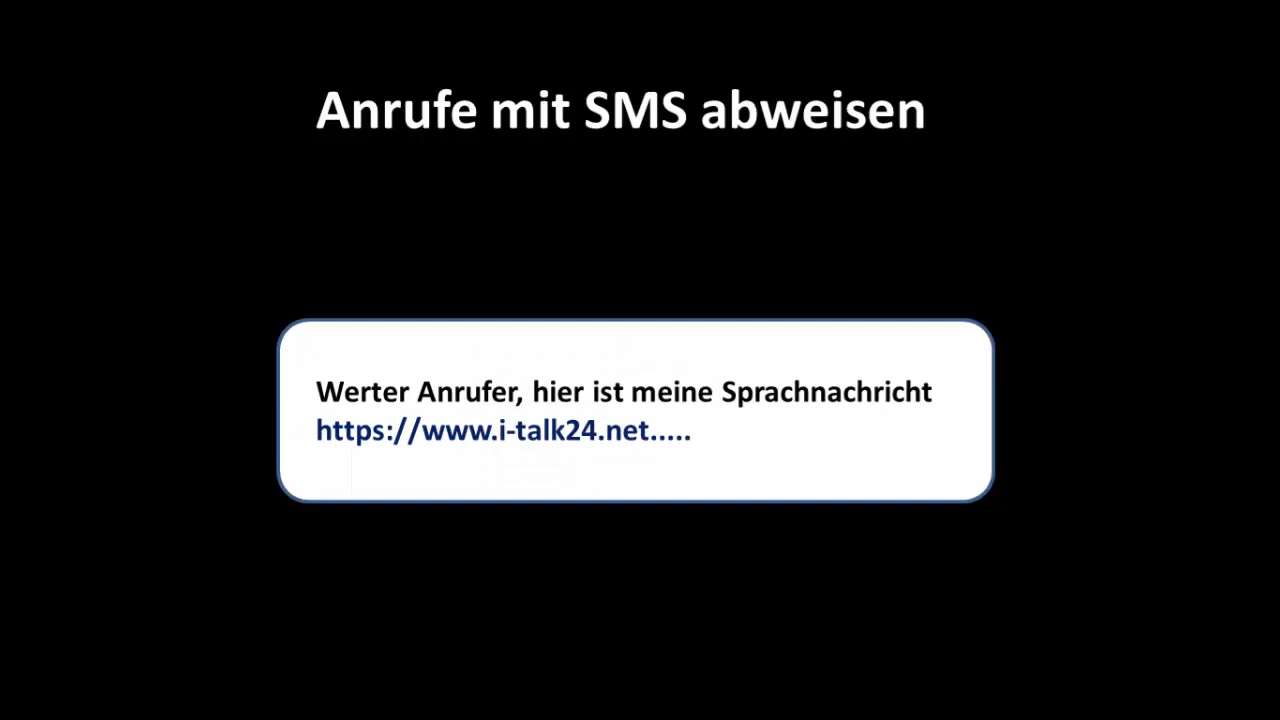 Anrufe mit SMS abweisen
Werter Anrufer, hier ist meine Sprachnachricht
https://www.i-talk24.net.....